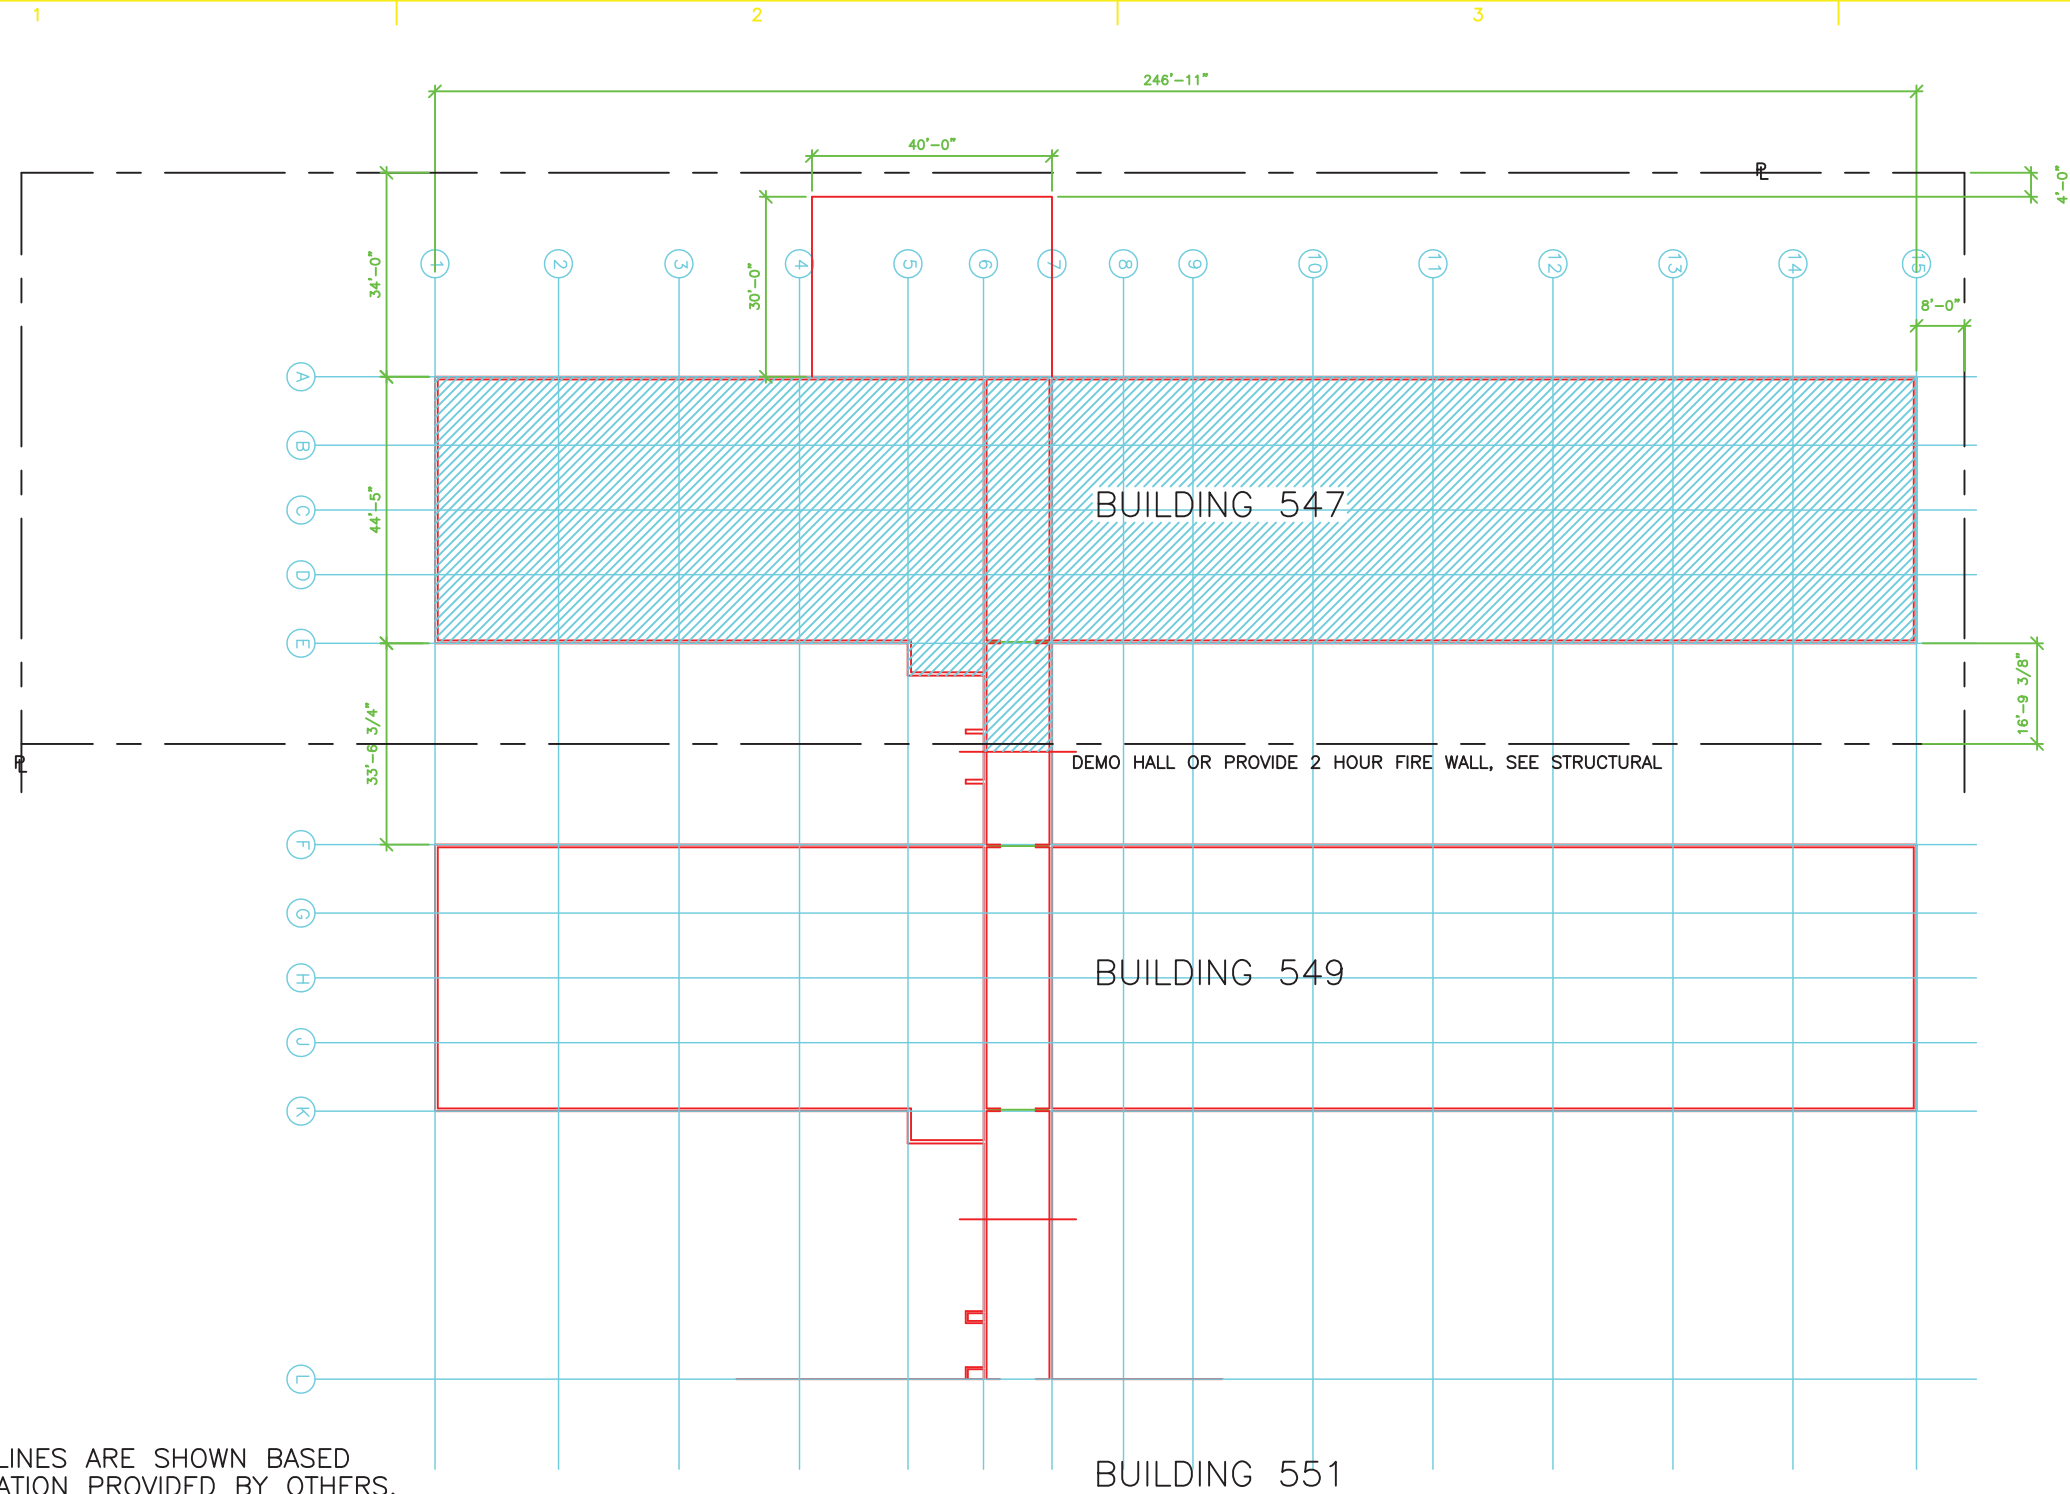 1 2 3
246'-11"
40'-0"
℄
4'-0"
34'-0"
30'-0"
1 2 3 4 5 6 7 8 9 10 11 12 13 14 15
8'-0"
A
B
44'-5"
C
BUILDING 547
D
E
16'-9 3/8"
33'-6 3/4"
℄
DEMO HALL OR PROVIDE 2 HOUR FIRE WALL, SEE STRUCTURAL
F
G
BUILDING 549
H
J
K
L
LINES ARE SHOWN BASED
ATION PROVIDED BY OTHERS.
BUILDING 551